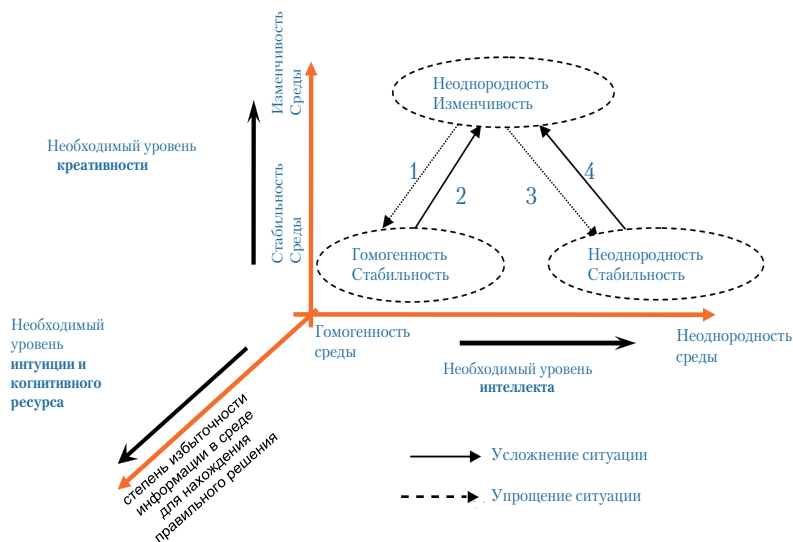 Изменчивость
Среды
Стабильность
Среды
Необходимый уровень
креативности
Неоднородность
Изменчивость
1
2
3
4
Гомогенность
Стабильность
Неоднородность
Стабильность
Необходимый
уровень
интуиции и
когнитивного
ресурса
Гомогенность
среды
Неоднородность
среды
Необходимый уровень
интеллекта
степень избыточности
информации в среде
для нахождения
правильного решения
Усложнение ситуации
Упрощение ситуации